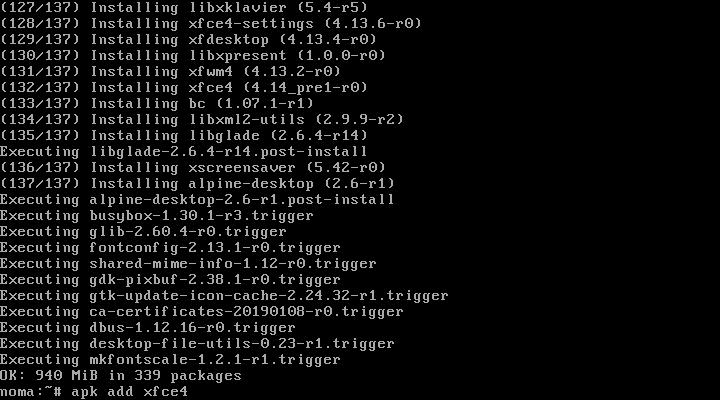 (127/137) Installing libxklavier (5.4-r5)
(128/137) Installing xfce4-settings (4.13.6-r0)
(129/137) Installing xfdesktop (4.13.4-r0)
(130/137) Installing libxpresent (1.0.0-r0)
(131/137) Installing xfwm4 (4.13.2-r0)
(132/137) Installing xfce4 (4.14_pre1-r0)
(133/137) Installing bc (1.07.1-r1)
(134/137) Installing libxml2-utils (2.9.9-r2)
(135/137) Installing libglade (2.6.4-r14)
Executing libglade-2.6.4-r14.post-install
(136/137) Installing xscreensaver (5.42-r0)
(137/137) Installing alpine-desktop (2.6-r1)
Executing alpine-desktop-2.6-r1.post-install
Executing busybox-1.30.1-r3.trigger
Executing glib-2.60.4-r0.trigger
Executing fontconfig-2.13.1-r0.trigger
Executing shared-mime-info-1.12-r0.trigger
Executing gdk-pixbuf-2.38.1-r0.trigger
Executing gtk-update-icon-cache-2.24.32-r1.trigger
Executing ca-certificates-20190108-r0.trigger
Executing dbus-1.12.16-r0.trigger
Executing desktop-file-utils-0.23-r1.trigger
Executing mkfontscale-1.2.1-r1.trigger
OK: 940 MiB in 339 packages
noma:~# apk add xfce4